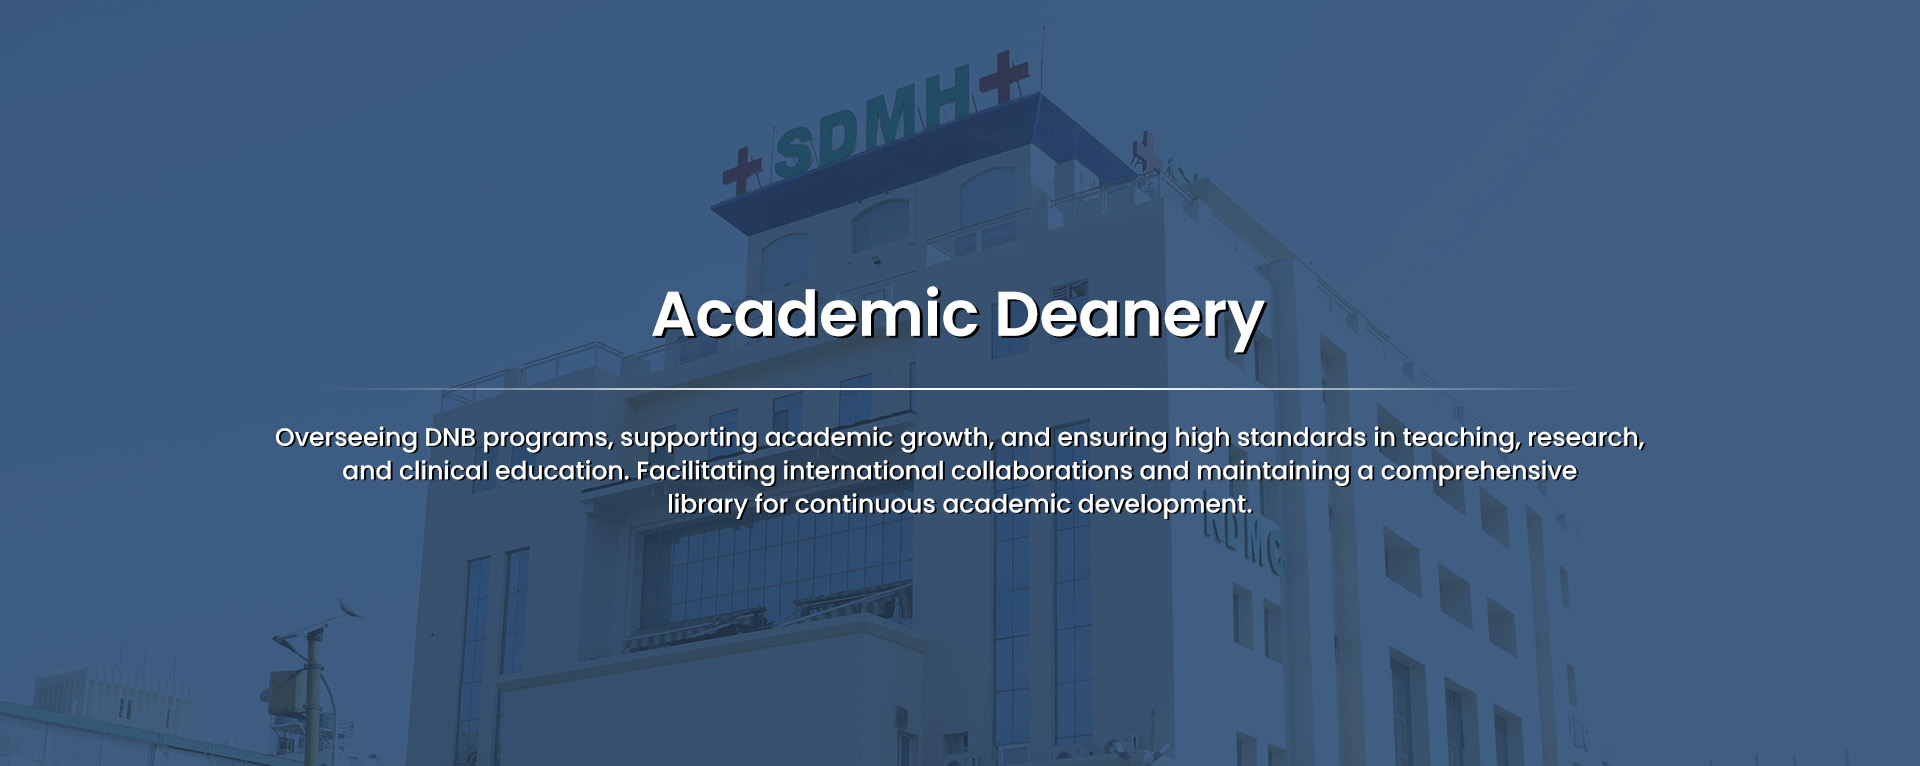 SDMH
Academic Deanery
Overseeing DNB programs, supporting academic growth, and ensuring high standards in teaching, research,
and clinical education. Facilitating international collaborations and maintaining a comprehensive
library for continuous academic development.